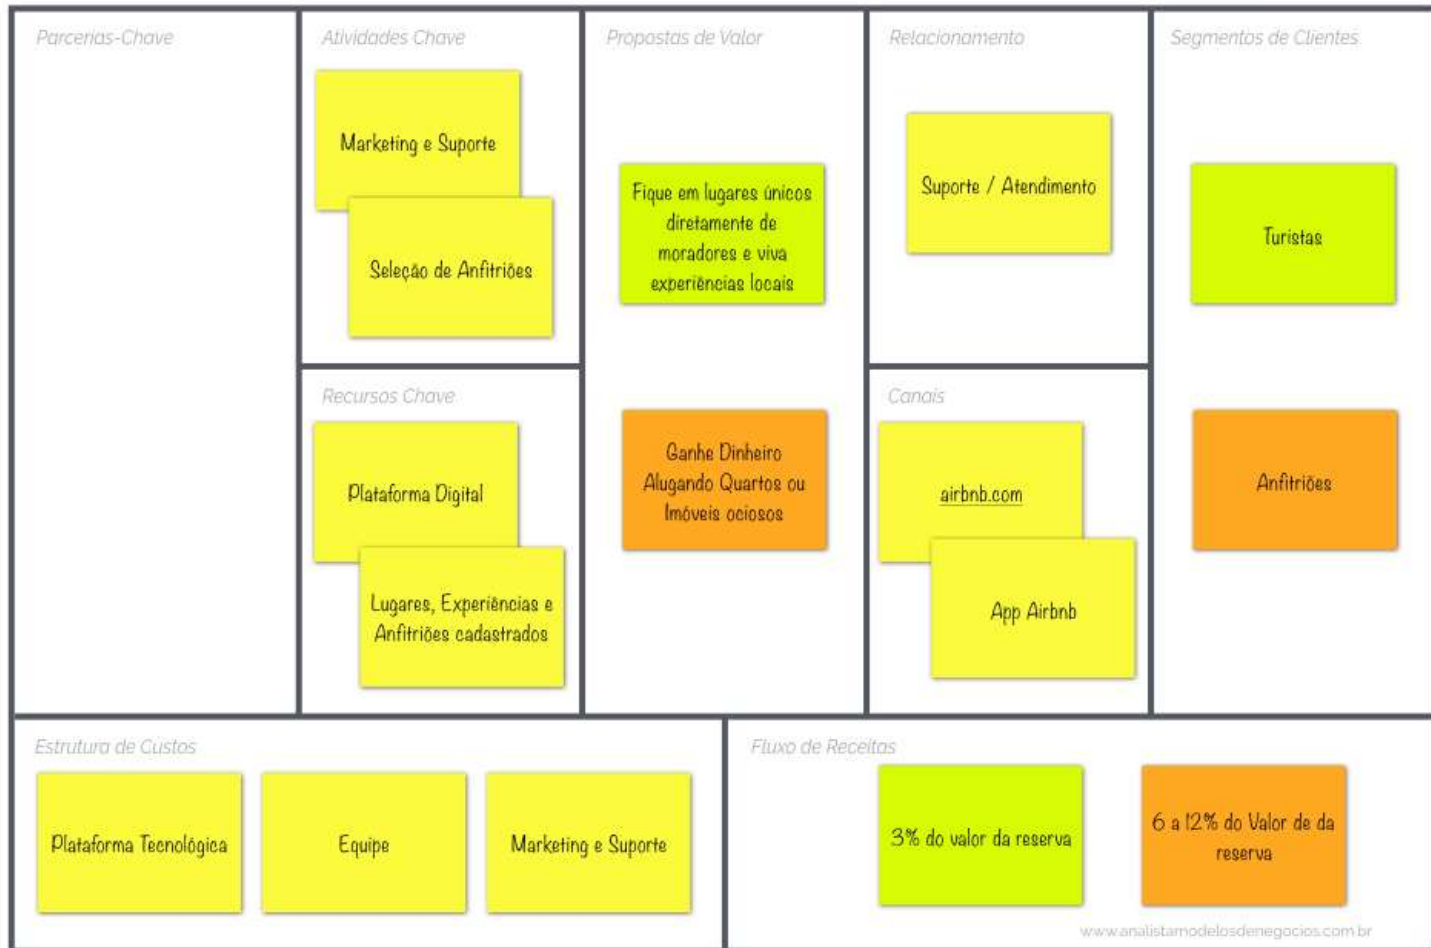 Parcerias-Chave
Atividades Chave
Marketing e Suporte
Seleção de Anfitriões
Recursos Chave
Plataforma Digital
Lugares, Experiências e
Anfitriões cadastrados
Propostas de Valor
Fique em lugares únicos
diretamente de
moradores e viva
experiências locais
Ganhe Dinheiro
Alugando Quartos ou
Imóveis ociosos
Relacionamento
Suporte / Atendimento
Canais
airbnb.com
App Airbnb
Segmentos de Clientes
Turistas
Anfitriões
Estrutura de Custos
Plataforma Tecnológica
Equipe
Marketing e Suporte
Fluxo de Receitas
3% do valor da reserva
6 a 12% do Valor de da
reserva
www.analistamodelosdenegocios.com.br